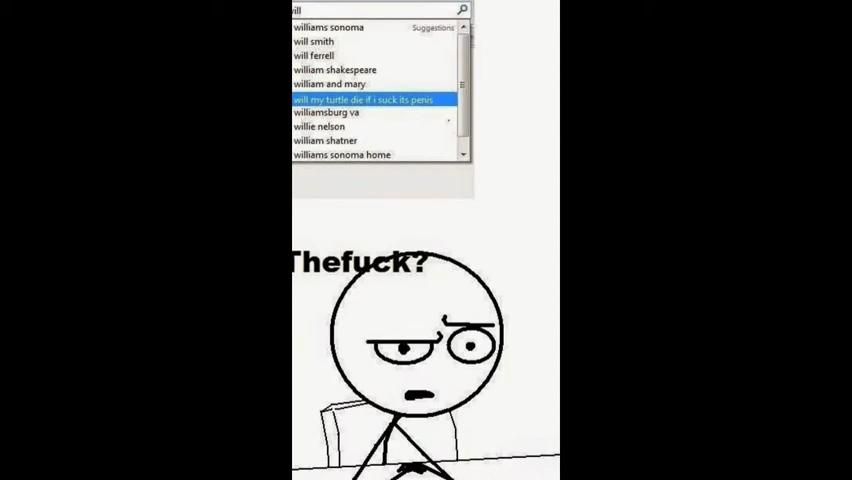 will
williams sonoma Suggestions
will smith
will ferrell
william shakespeare
william and mary
will my turtle die if i suck its penis
williamsburg va
willie nelson
william shatner
williams sonoma home
Thefuck?